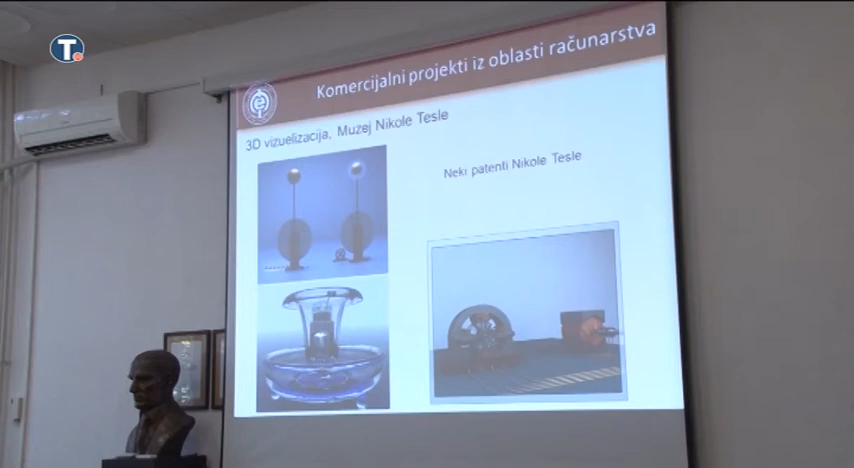 T
Komercijalni projekti iz oblasti računarstva
3D vizuelizacija, Muzej Nikole Tesle
Neki patenti Nikole Tesle